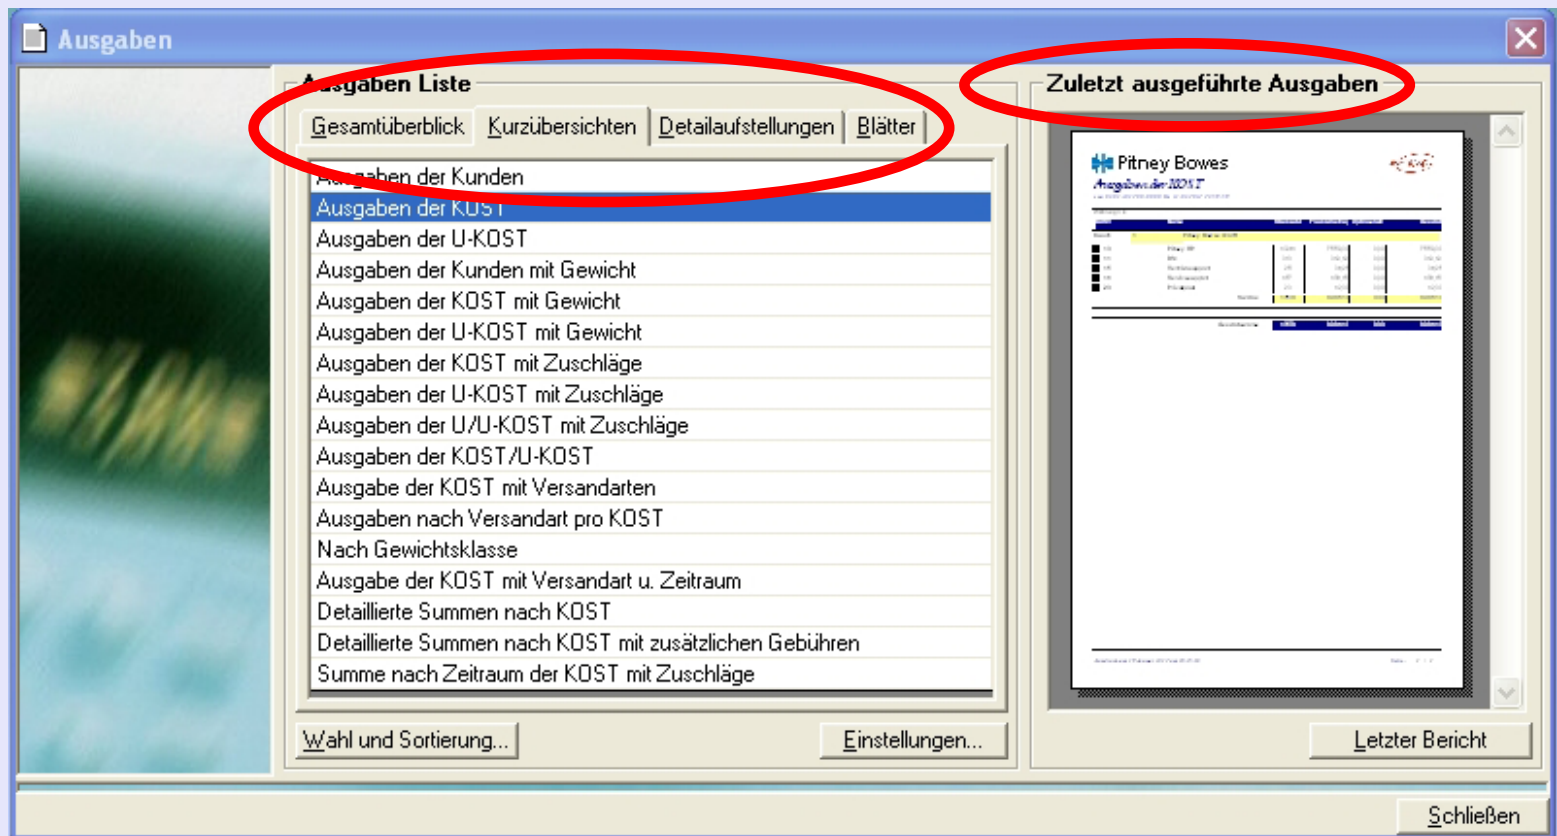 Ausgaben
Ausgaben Liste
Gesamtüberblick Kurzübersichten Detailaufstellungen Blätter
Ausgaben der Kunden
Ausgaben der KOST
Ausgaben der U-KOST
Ausgaben der Kunden mit Gewicht
Ausgaben der KOST mit Gewicht
Ausgaben der U-KOST mit Gewicht
Ausgaben der KOST mit Zuschläge
Ausgaben der U-KOST mit Zuschläge
Ausgaben der U/U-KOST mit Zuschläge
Ausgaben der KOST/U-KOST
Ausgabe der KOST mit Versandarten
Ausgaben nach Versandart pro KOST
Nach Gewichtsklasse
Ausgabe der KOST mit Versandart u. Zeitraum
Detaillierte Summen nach KOST
Detaillierte Summen nach KOST mit zusätzlichen Gebühren
Summe nach Zeitraum der KOST mit Zuschläge
Wahl und Sortierung...
Einstellungen...
Zuletzt ausgeführte Ausgaben
Pitney Bowes
Ausgaben der KOST
Letzter Bericht
Schließen